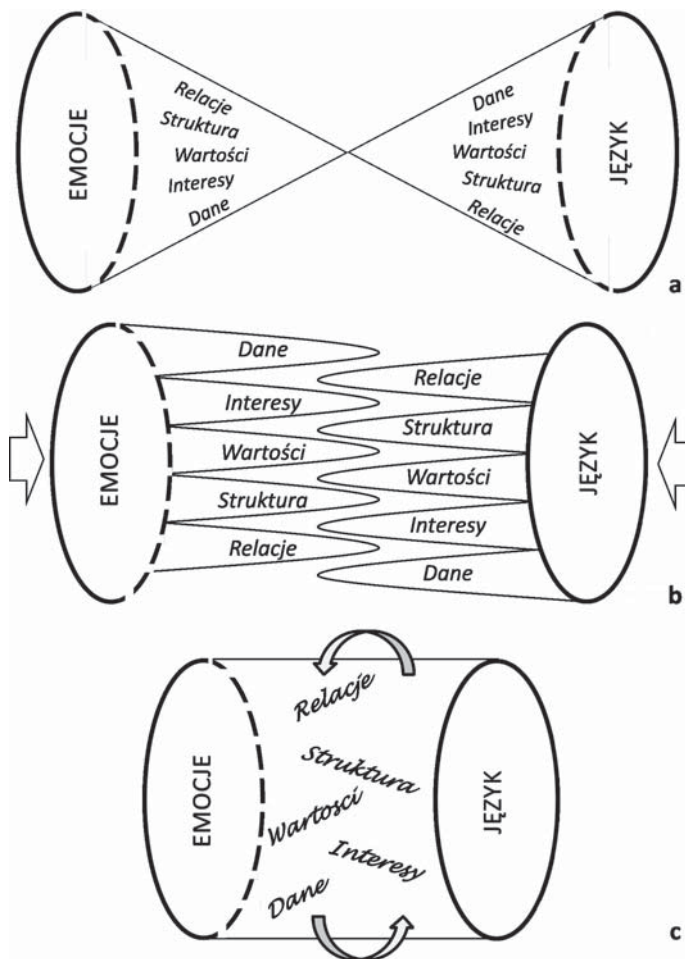 EMOCJE
Relacje
Struktura
Wartości
Interesy
Dane
Dane
Interesy
Wartości
Struktura
Relacje
JĘZYK
a
EMOCJE
Dane
Interesy
Wartości
Struktura
Relacje
Relacje
Struktura
Wartości
Interesy
Dane
JĘZYK
b
EMOCJE
Relacje
Struktura
Wartości
Interesy
Dane
JĘZYK
c